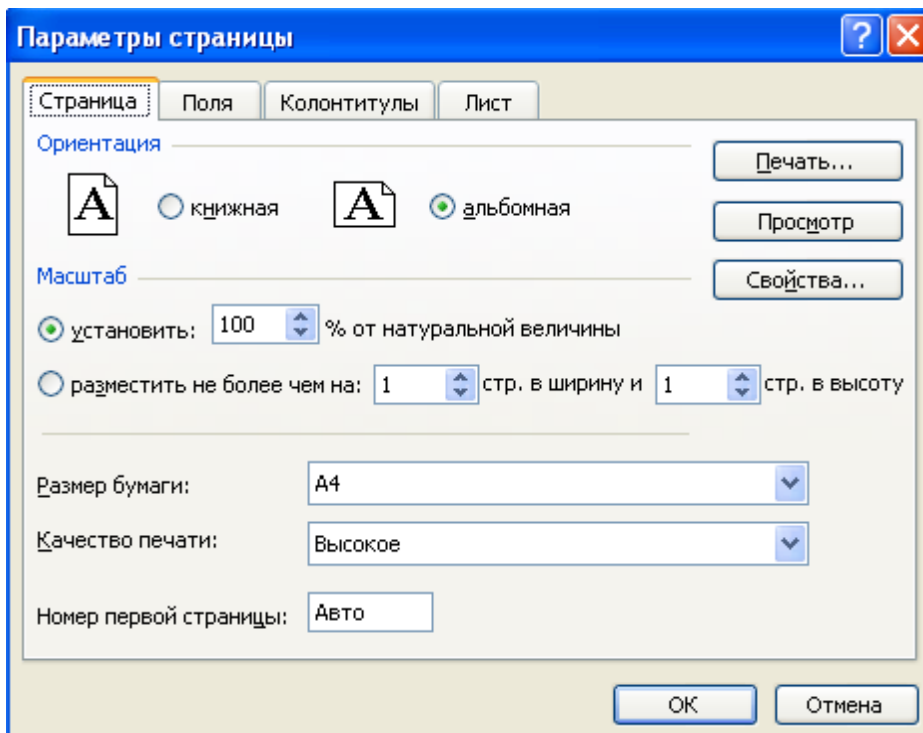 Параметры страницы
Страница Поля Колонтитулы Лист
Ориентация
Печать...
A книжная A альбомная
Просмотр
Масштаб
Свойства...
установить: 100 % от натуральной величины
разместить не более чем на: 1 стр. в ширину и 1 стр. в высоту
Размер бумаги: A4
Качество печати: Высокое
Номер первой страницы: Авто
ОК Отмена